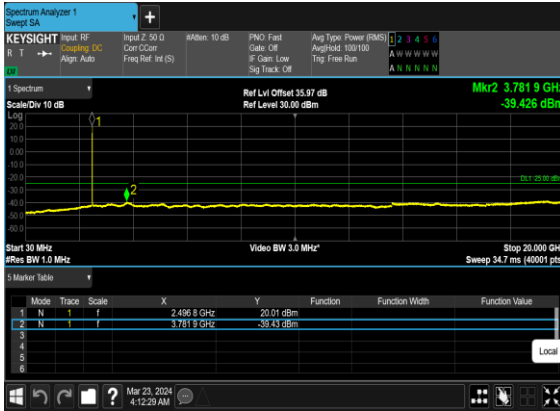 Spectrum Analyzer 1
Swept SA
+
KEYSIGHT Input: RF Input Z: 50 Ω #Atten: 10 dB PNO: Fast Avg Type: Power (RMS) 1 2 3 4 5 6
R T Coupling: DC Corr CCorr Gate: Off Avg|Hold: 100/100 A W W W W W
Align: Auto Freq Ref: Int (S) IF Gain: Low Trig: Free Run
Sig Track: Off A N N N N N
1 Spectrum Ref Lvl Offset 35.97 dB Mkr2 3.781 9 GHz
Scale/Div 10 dB Ref Level 30.00 dBm -39.426 dBm
Log
20.0
10.0
0.00
-10.0
-20.0
-30.0
-40.0
-50.0
-60.0
1
2
Start 30 MHz Video BW 3.0 MHz* Stop 20.000 GHz
#Res BW 1.0 MHz Sweep 34.7 ms (40001 pts)
5 Marker Table
Mode Trace Scale X Y Function Function Width Function Value
1 N 1 f 2.496 8 GHz 20.01 dBm
2 N 1 f 3.781 9 GHz -39.43 dBm
3
4
5
6
Local
? Mar 23, 2024
4:12:29 AM